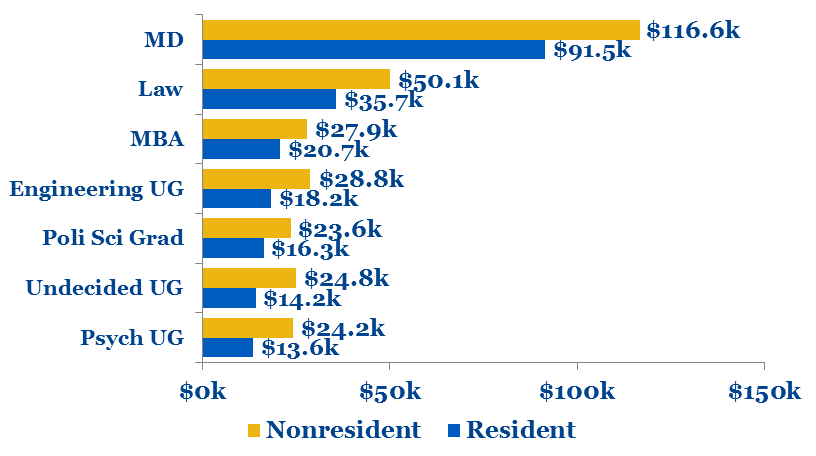 MD
$116.6k
$91.5k
Law
$50.1k
$35.7k
MBA
$27.9k
$20.7k
Engineering UG
$28.8k
$18.2k
Poli Sci Grad
$23.6k
$16.3k
Undecided UG
$24.8k
$14.2k
Psych UG
$24.2k
$13.6k
$0k $50k $100k $150k
Nonresident Resident